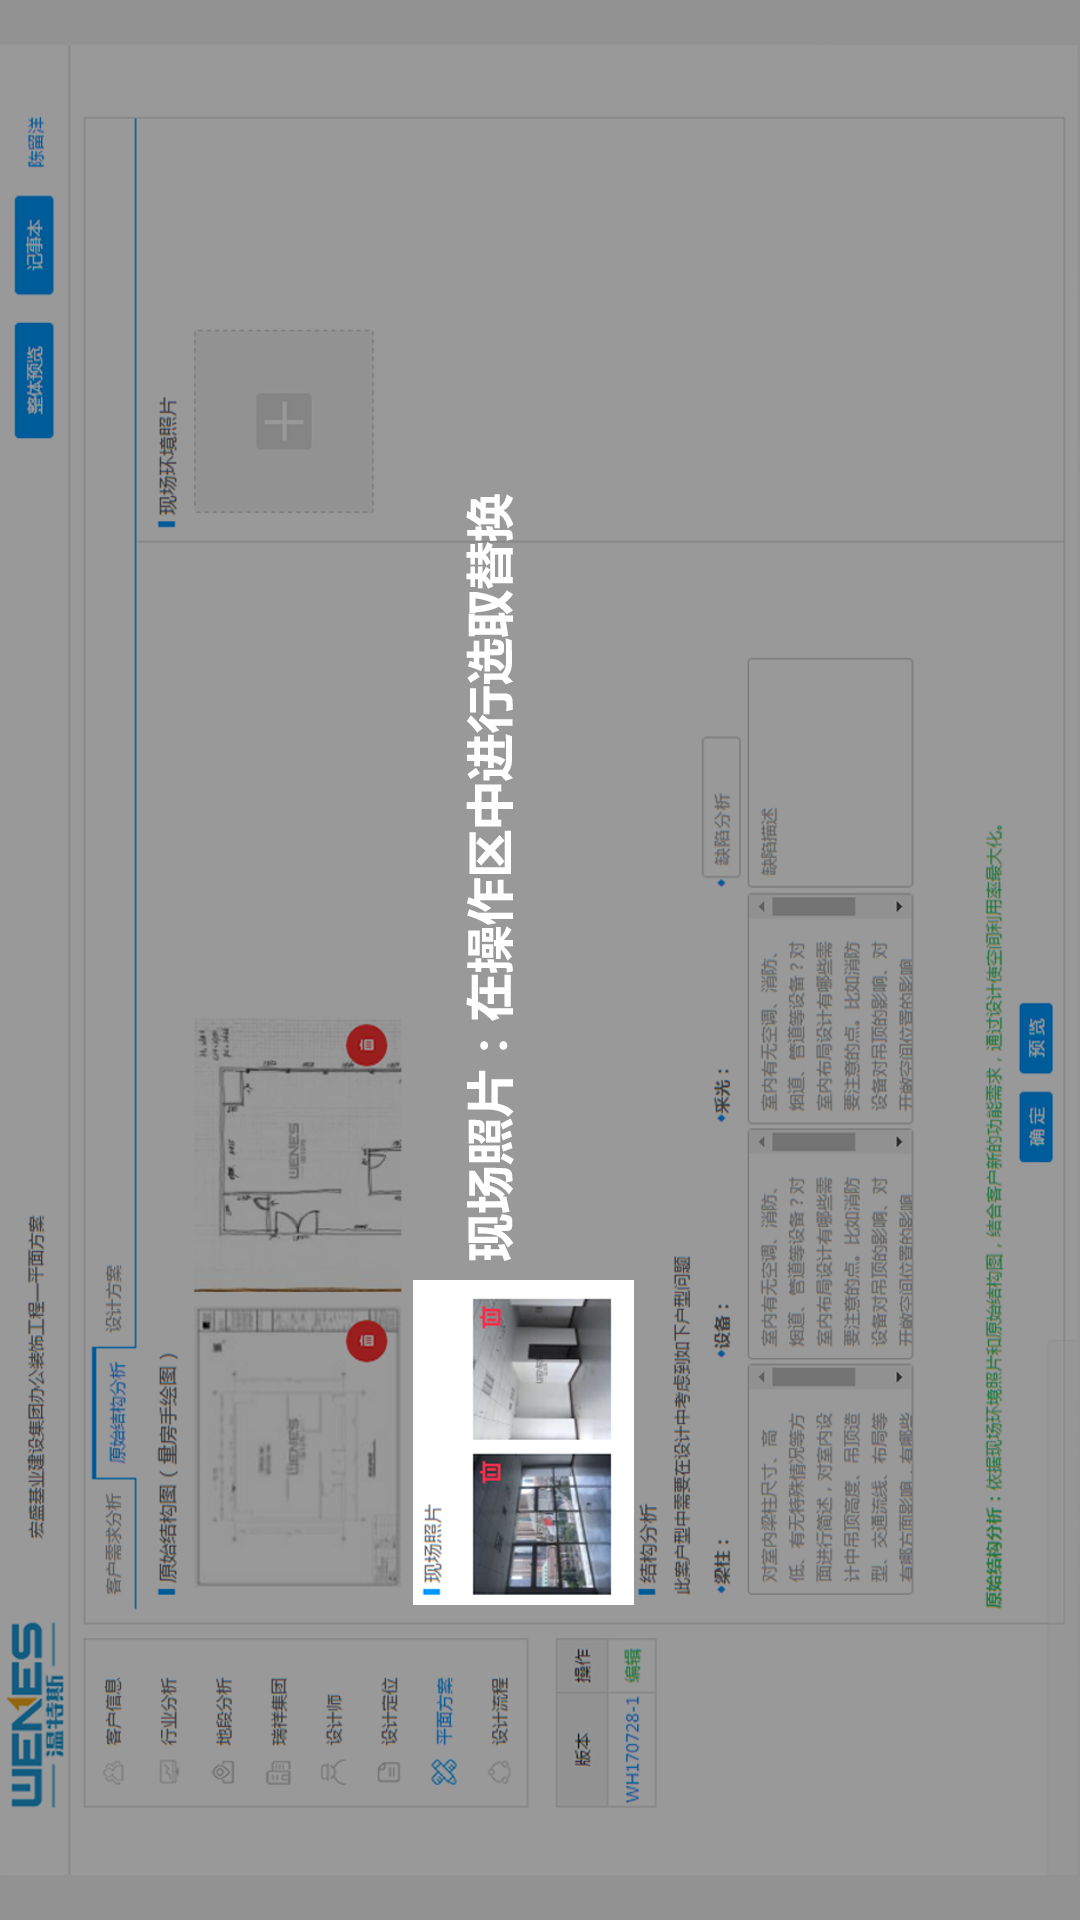 WENES
温特斯
宏盛基业建设集团办公装饰工程—平面方案
整体预览
记事本
陈留洋
客户信息
行业分析
地段分析
瑞祥集团
设计师
设计定位
平面方案
设计流程
版本
操作
WH170728-1
编辑
客户需求分析
原始结构分析
设计方案
原始结构图（量房手绘图）
现场环境照片
现场照片
现场照片：在操作区中进行选取替换
结构分析
此案户型中需要在设计中考虑到如下户型问题
梁柱：
设备：
采光：
缺陷分析
对室内梁柱尺寸、高
低、有无特殊情况等方
面进行简述，对室内设
计中吊顶高度、吊顶造
型、交通流线、布局等
有哪方面影响，有哪些
室内有无空调、消防、
烟道、管道等设备？对
室内布局设计有哪些需
要注意的点。比如消防
设备对吊顶的影响、对
开敞空间位置的影响
室内有无空调、消防、
烟道、管道等设备？对
室内布局设计有哪些需
要注意的点。比如消防
设备对吊顶的影响、对
开敞空间位置的影响
缺陷描述
原始结构分析：依据现场环境照片和原始结构图，结合客户新的功能需求，通过设计使空间利用率最大化。
确 定
预 览